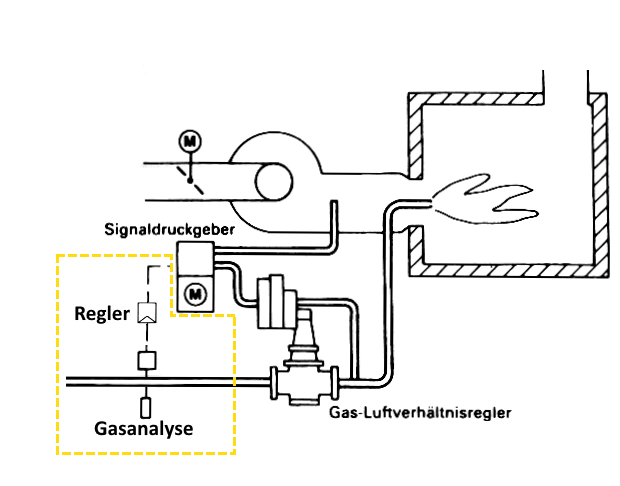 M
Signaldruckgeber
M
Regler
Gas-Luftverhältnisregler
Gasanalyse